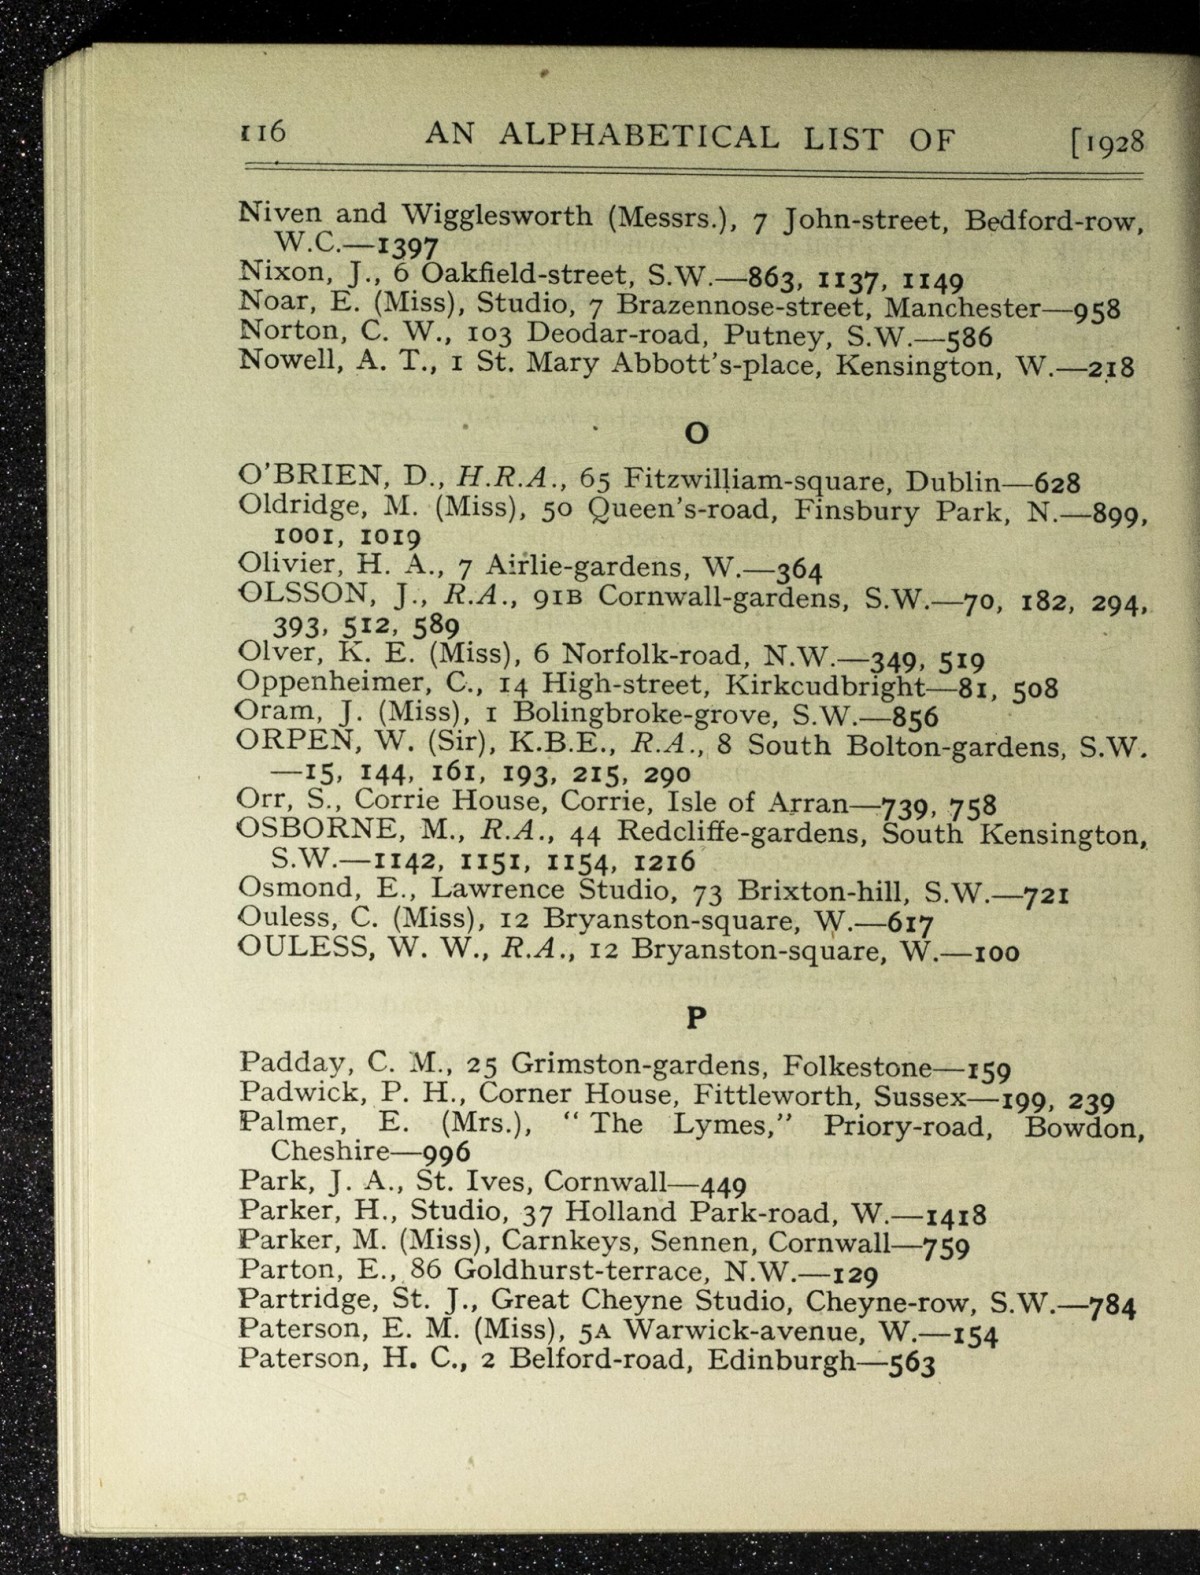 116 AN ALPHABETICAL LIST OF [1928
Niven and Wigglesworth (Messrs.), 7 John-street, Bedford-row,
W.C.—1397
Nixon, J., 6 Oakfield-street, S.W.—863, 1137, 1149
Noar, E. (Miss), Studio, 7 Brazennose-street, Manchester—958
Norton, C. W., 103 Deodar-road, Putney, S.W.—586
Nowell, A. T., 1 St. Mary Abbott's-place, Kensington, W.—218
O
O'BRIEN, D., H.R.A., 65 Fitzwilliam-square, Dublin—628
Oldridge, M. (Miss), 50 Queen's-road, Finsbury Park, N.—899,
1001, 1019
Olivier, H. A., 7 Airlie-gardens, W.—364
OLSSON, J., R.A., 91B Cornwall-gardens, S.W.—70, 182, 294,
393, 512, 589
Olver, K. E. (Miss), 6 Norfolk-road, N.W.—349, 519
Oppenheimer, C., 14 High-street, Kirkcudbright—81, 508
Oram, J. (Miss), 1 Bolingbroke-grove, S.W.—856
ORPEN, W. (Sir), K.B.E., R.A., 8 South Bolton-gardens, S.W.
—15, 144, 161, 193, 215, 290
Orr, S., Corrie House, Corrie, Isle of Arran—739, 758
OSBORNE, M., R.A., 44 Redcliffe-gardens, South Kensington,
S.W.—1142, 1151, 1154, 1216
Osmond, E., Lawrence Studio, 73 Brixton-hill, S.W.—721
Ouless, C. (Miss), 12 Bryanston-square, W.—617
OULESS, W. W., R.A., 12 Bryanston-square, W.—100
P
Padday, C. M., 25 Grimston-gardens, Folkestone—159
Padwick, P. H., Corner House, Fittleworth, Sussex—199, 239
Palmer, E. (Mrs.), "The Lymes," Priory-road, Bowdon,
Cheshire—996
Park, J. A., St. Ives, Cornwall—449
Parker, H., Studio, 37 Holland Park-road, W.—1418
Parker, M. (Miss), Carnkeys, Sennen, Cornwall—759
Parton, E., 86 Goldhurst-terrace, N.W.—129
Partridge, St. J., Great Cheyne Studio, Cheyne-row, S.W.—784
Paterson, E. M. (Miss), 5A Warwick-avenue, W.—154
Paterson, H. C., 2 Belford-road, Edinburgh—563